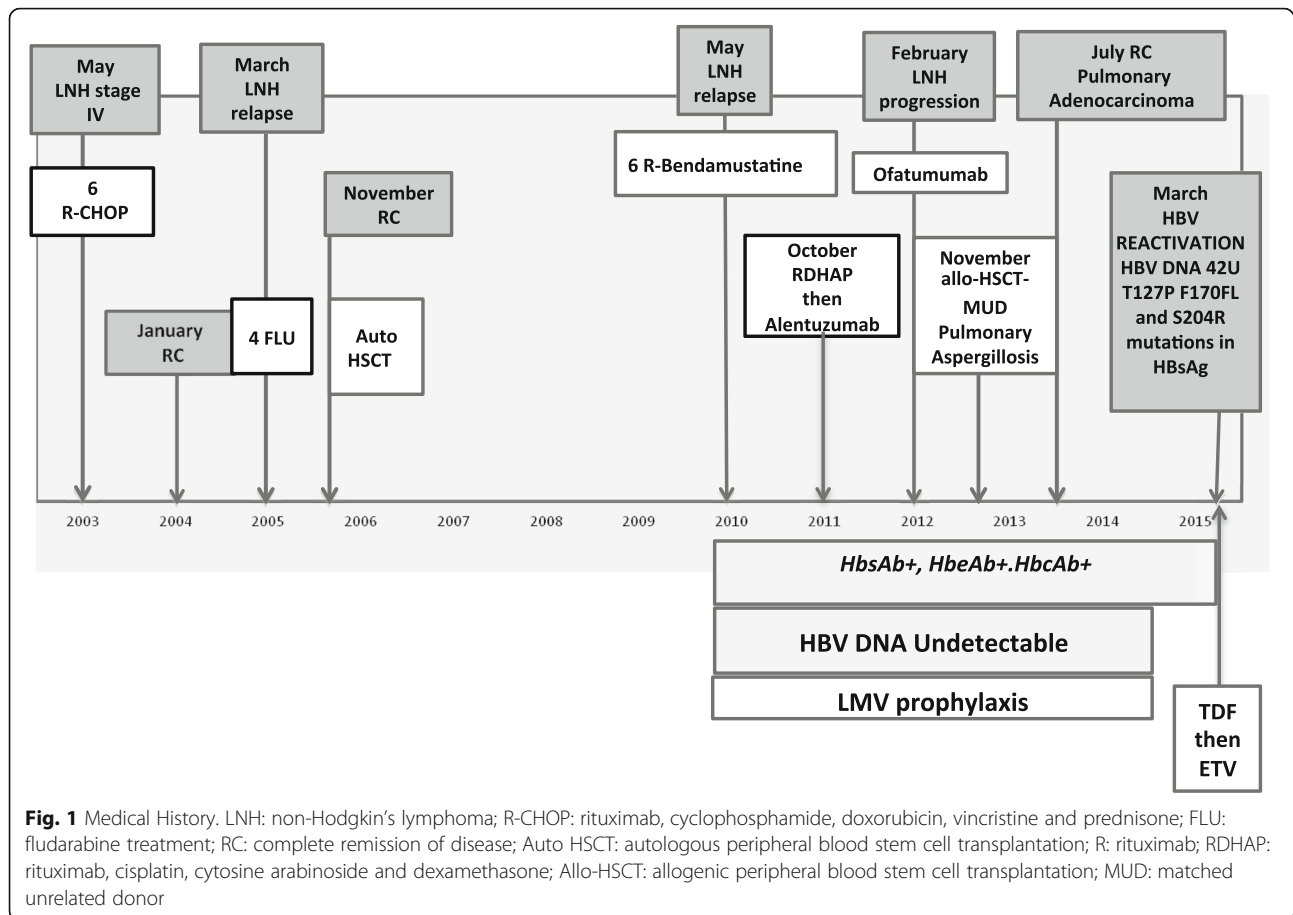 May
LNH stage
IV
March
LNH
relapse
May
LNH
relapse
February
LNH
progression
July RC
Pulmonary
Adenocarcinoma
6
R-CHOP
6 R-Bendamustatine
Ofatumumab
November
RC
March
HBV
REACTIVATION
HBV DNA 42U
T127P F170FL
and S204R
mutations in
HBsAg
October
RDHAP
then
Alentuzumab
November
allo-HSCT-
MUD
Pulmonary
Aspergillosis
January
RC
4 FLU
Auto
HSCT
2003 2004 2005 2006 2007 2008 2009 2010 2011 2012 2013 2014 2015
HbsAb+, HbeAb+.HbcAb+
HBV DNA Undetectable
LMV prophylaxis
TDF
then
ETV
Fig. 1 Medical History. LNH: non-Hodgkin's lymphoma; R-CHOP: rituximab, cyclophosphamide, doxorubicin, vincristine and prednisone; FLU:
fludarabine treatment; RC: complete remission of disease; Auto HSCT: autologous peripheral blood stem cell transplantation; R: rituximab; RDHAP:
rituximab, cisplatin, cytosine arabinoside and dexamethasone; Allo-HSCT: allogenic peripheral blood stem cell transplantation; MUD: matched
unrelated donor